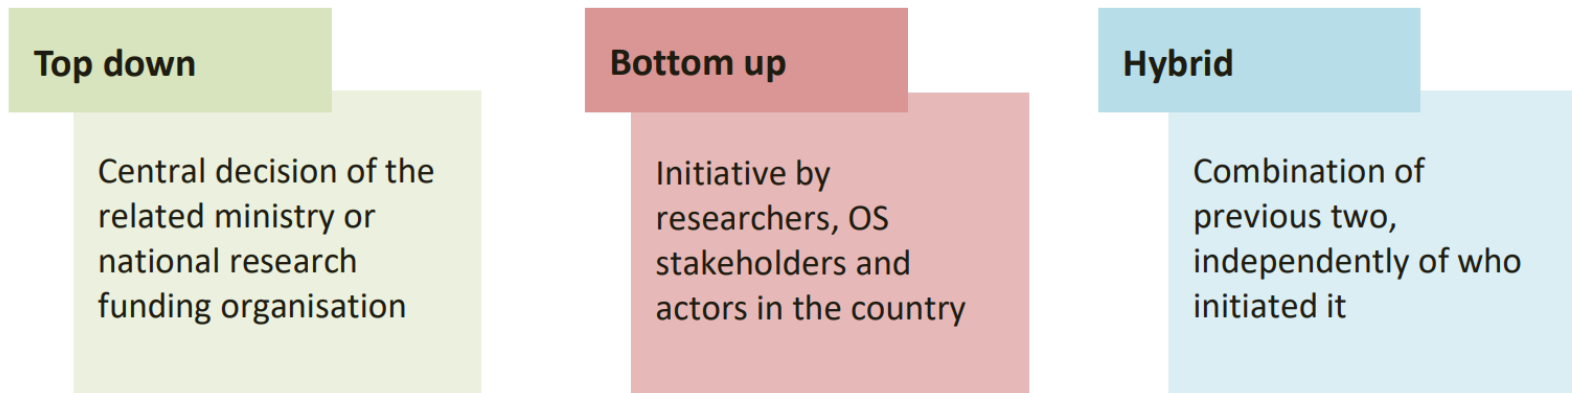 Top down
Central decision of the
related ministry or
national research
funding organisation
Bottom up
Initiative by
researchers, OS
stakeholders and
actors in the country
Hybrid
Combination of
previous two,
independently of who
initiated it